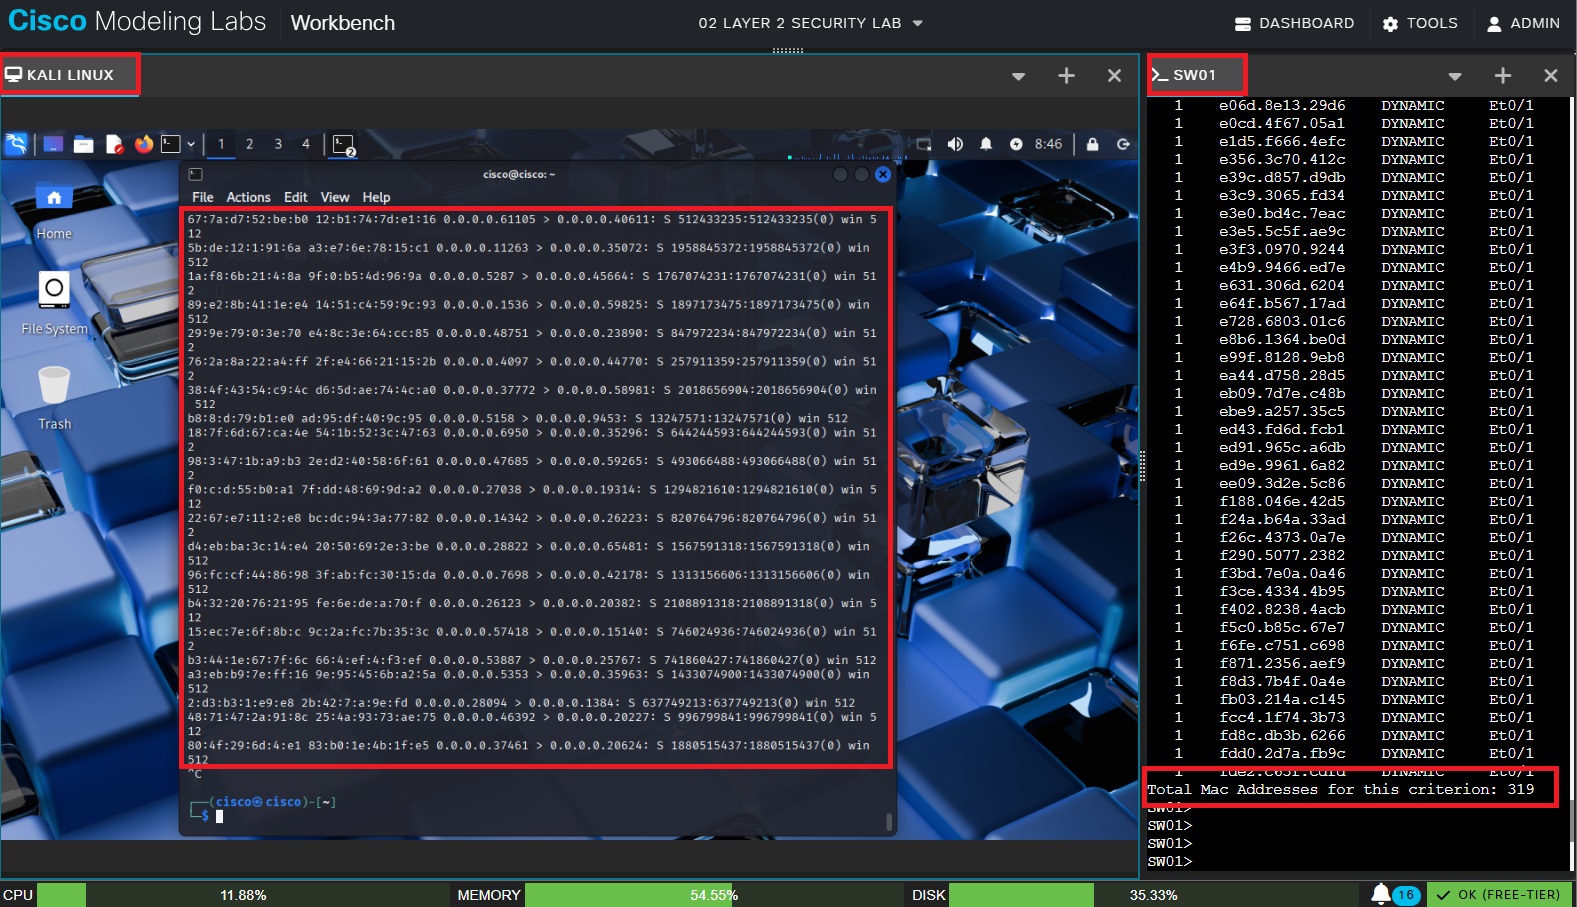 Cisco Modeling Labs
Workbench
02 LAYER 2 SECURITY LAB
DASHBOARD
TOOLS
ADMIN
KALI LINUX
1 2 3 4
2
8:46
Home
File System
Trash
cisco@cisco: ~
File Actions Edit View Help
67:7a:d7:52:be:b0 12:b1:74:7d:e1:16 0.0.0.0.61105 > 0.0.0.0.40611: S 512433235:512433235(0) win 5
12
5b:de:12:1:91:6a a3:e7:6e:78:15:c1 0.0.0.0.11263 > 0.0.0.0.35072: S 1958845372:1958845372(0) win
512
1a:f8:6b:21:4:8a 9f:0:b5:4d:96:9a 0.0.0.0.5287 > 0.0.0.0.45664: S 1767074231:1767074231(0) win 51
2
89:e2:8b:41:1e:e4 14:51:c4:59:9c:93 0.0.0.0.1536 > 0.0.0.0.59825: S 1897173475:1897173475(0) win
512
29:9e:79:0:3e:70 e4:8c:3e:64:cc:85 0.0.0.0.48751 > 0.0.0.0.23890: S 847972234:847972234(0) win 51
2
76:2a:8a:22:a4:ff 2f:e4:66:21:15:2b 0.0.0.0.4097 > 0.0.0.0.44770: S 257911359:257911359(0) win 51
2
38:4f:43:54:c9:4c d6:5d:ae:74:4c:a0 0.0.0.0.37772 > 0.0.0.0.58981: S 2018656904:2018656904(0) win
512
b8:8:d:79:b1:e0 ad:95:df:40:9c:95 0.0.0.0.5158 > 0.0.0.0.9453: S 13247571:13247571(0) win 512
18:7f:6d:67:ca:4e 54:1b:52:3c:47:63 0.0.0.0.6950 > 0.0.0.0.35296: S 644244593:644244593(0) win 51
2
98:3:47:1b:a9:b3 2e:d2:40:58:6f:61 0.0.0.0.47685 > 0.0.0.0.59265: S 493066488:493066488(0) win 51
2
f0:c:d:55:b0:a1 7f:dd:48:69:9d:a2 0.0.0.0.27038 > 0.0.0.0.19314: S 1294821610:1294821610(0) win 5
12
22:67:e7:11:2:e8 bc:dc:94:3a:77:82 0.0.0.0.14342 > 0.0.0.0.26223: S 820764796:820764796(0) win 51
2
d4:eb:ba:3c:14:e4 20:50:69:2e:3:be 0.0.0.0.28822 > 0.0.0.0.65481: S 1567591318:1567591318(0) win
512
96:fc:cf:44:86:98 3f:ab:fc:30:15:da 0.0.0.0.7698 > 0.0.0.0.42178: S 1313156606:1313156606(0) win
512
b4:32:20:76:21:95 fe:6e:de:a:70:f 0.0.0.0.26123 > 0.0.0.0.20382: S 2108891318:2108891318(0) win 5
12
15:ec:7e:6f:8b:c 9c:2a:fc:7b:35:3c 0.0.0.0.57418 > 0.0.0.0.15140: S 746024936:746024936(0) win 51
2
b3:44:1e:67:7f:6c 66:4:ef:4:f3:ef 0.0.0.0.53887 > 0.0.0.0.25767: S 741860427:741860427(0) win 512
a3:eb:b9:7e:ff:16 9e:95:45:6b:a2:5a 0.0.0.0.5353 > 0.0.0.0.35963: S 1433074900:1433074900(0) win
512
2:d3:b3:1:e9:e8 2b:42:7:a:9e:fd 0.0.0.0.28094 > 0.0.0.0.1384: S 637749213:637749213(0) win 512
48:71:47:2a:91:8c 25:4a:93:73:ae:75 0.0.0.0.46392 > 0.0.0.0.20227: S 996799841:996799841(0) win 5
12
80:4f:29:6d:4:e1 83:b0:1e:4b:1f:e5 0.0.0.0.37461 > 0.0.0.0.20624: S 1880515437:1880515437(0) win
512
^C
┌──(cisco㉿cisco)-[~]
└─$
SW01
1 e06d.8e13.29d6 DYNAMIC Et0/1
1 e0cd.4f67.05a1 DYNAMIC Et0/1
1 e1d5.f666.4efc DYNAMIC Et0/1
1 e356.3c70.412c DYNAMIC Et0/1
1 e39c.d857.d9db DYNAMIC Et0/1
1 e3c9.3065.fd34 DYNAMIC Et0/1
1 e3e0.bd4c.7eac DYNAMIC Et0/1
1 e3e5.5c5f.ae9c DYNAMIC Et0/1
1 e3f3.0970.9244 DYNAMIC Et0/1
1 e4b9.9466.ed7e DYNAMIC Et0/1
1 e631.306d.6204 DYNAMIC Et0/1
1 e64f.b567.17ad DYNAMIC Et0/1
1 e728.6803.01c6 DYNAMIC Et0/1
1 e8b6.1364.be0d DYNAMIC Et0/1
1 e99f.8128.9eb8 DYNAMIC Et0/1
1 ea44.d758.28d5 DYNAMIC Et0/1
1 eb09.7d7e.c48b DYNAMIC Et0/1
1 ebe9.a257.35c5 DYNAMIC Et0/1
1 ed43.fd6d.fcb1 DYNAMIC Et0/1
1 ed91.965c.a6db DYNAMIC Et0/1
1 ed9e.9961.6a82 DYNAMIC Et0/1
1 ee09.3d2e.5c86 DYNAMIC Et0/1
1 f188.046e.42d5 DYNAMIC Et0/1
1 f24a.b64a.33ad DYNAMIC Et0/1
1 f26c.4373.0a7e DYNAMIC Et0/1
1 f290.5077.2382 DYNAMIC Et0/1
1 f3bd.7e0a.0a46 DYNAMIC Et0/1
1 f3ce.4334.4b95 DYNAMIC Et0/1
1 f402.8238.4acb DYNAMIC Et0/1
1 f5c0.b85c.67e7 DYNAMIC Et0/1
1 f6fe.c751.c698 DYNAMIC Et0/1
1 f871.2356.aef9 DYNAMIC Et0/1
1 f8d3.7b4f.0a4e DYNAMIC Et0/1
1 fb03.214a.c145 DYNAMIC Et0/1
1 fcc4.1f74.3b73 DYNAMIC Et0/1
1 fd8c.db3b.6266 DYNAMIC Et0/1
1 fdd0.2d7a.fb9c DYNAMIC Et0/1
1 DYNAMIC Et0/1
Total Mac Addresses for this criterion: 319
SW01>
SW01>
SW01>
SW01>
CPU 11.88%
MEMORY 54.55%
DISK 35.33%
16
OK (FREE-TIER)